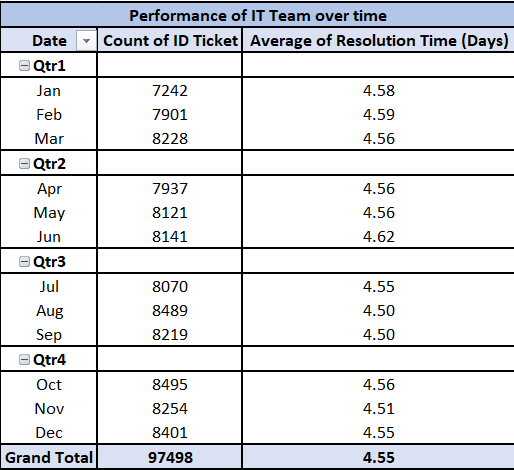 Performance of IT Team over time
Date Count of ID Ticket Average of Resolution Time (Days)
Qtr1
Jan 7242 4.58
Feb 7901 4.59
Mar 8228 4.56
Qtr2
Apr 7937 4.56
May 8121 4.56
Jun 8141 4.62
Qtr3
Jul 8070 4.55
Aug 8489 4.50
Sep 8219 4.50
Qtr4
Oct 8495 4.56
Nov 8254 4.51
Dec 8401 4.55
Grand Total 97498 4.55